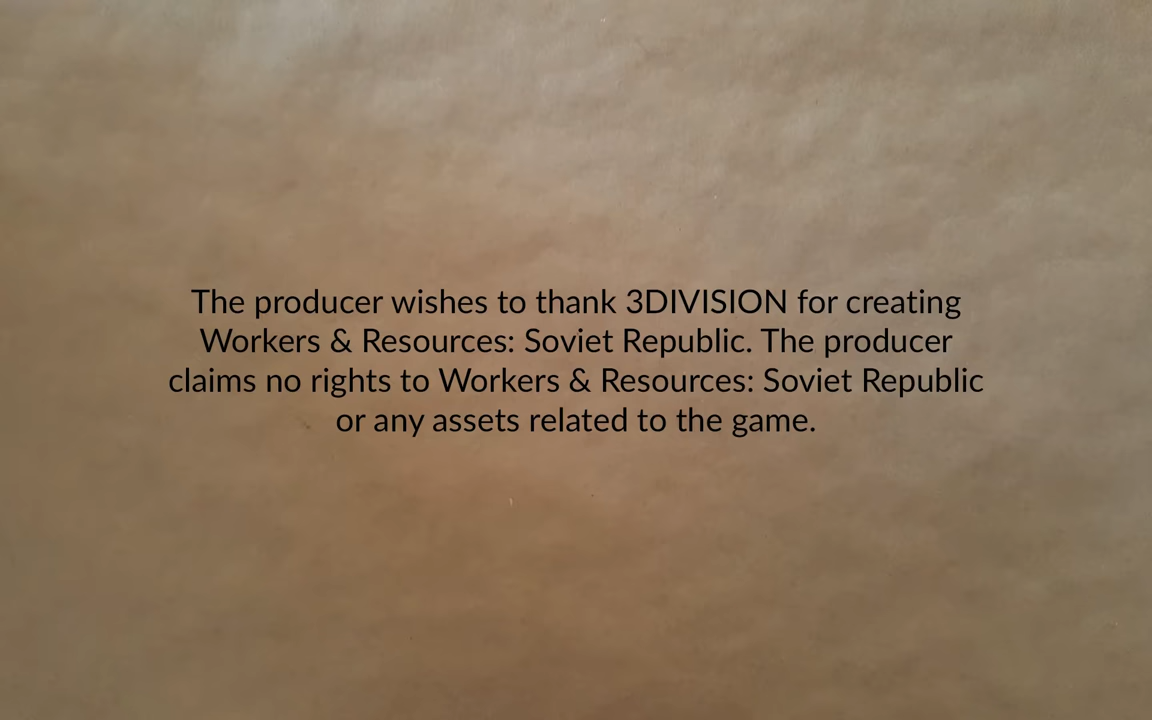 The producer wishes to thank 3DIVISION for creating
Workers & Resources: Soviet Republic. The producer
claims no rights to Workers & Resources: Soviet Republic
or any assets related to the game.